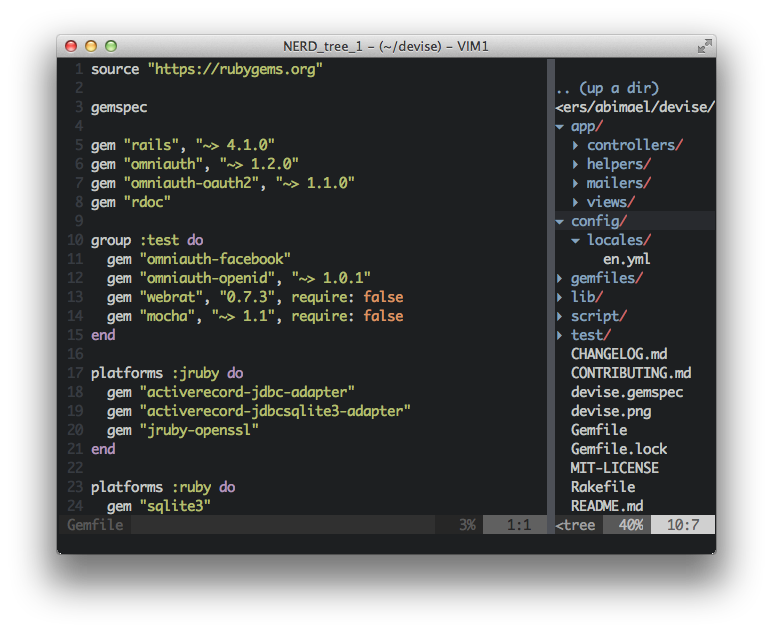 NERD_tree_1 – (~/devise) – VIM1
1 source "https://rubygems.org"
2
3 gemspec
4
5 gem "rails", "~> 4.1.0"
6 gem "omniauth", "~> 1.2.0"
7 gem "omniauth-oauth2", "~> 1.1.0"
8 gem "rdoc"
9
10 group :test do
11   gem "omniauth-facebook"
12   gem "omniauth-openid", "~> 1.0.1"
13   gem "webrat", "0.7.3", require: false
14   gem "mocha", "~> 1.1", require: false
15 end
16
17 platforms :jruby do
18   gem "activerecord-jdbc-adapter"
19   gem "activerecord-jdbcsqlite3-adapter"
20   gem "jruby-openssl"
21 end
22
23 platforms :ruby do
24   gem "sqlite3"
Gemfile 3% 1:1
.. (up a dir)
<ers/abimael/devise/
▾ app/
▸ controllers/
▸ helpers/
▸ mailers/
▸ views/
▾ config/
▾ locales/
en.yml
▸ gemfiles/
▸ lib/
▸ script/
▸ test/
CHANGELOG.md
CONTRIBUTING.md
devise.gemspec
devise.png
Gemfile
Gemfile.lock
MIT-LICENSE
Rakefile
README.md
<tree 40% 10:7